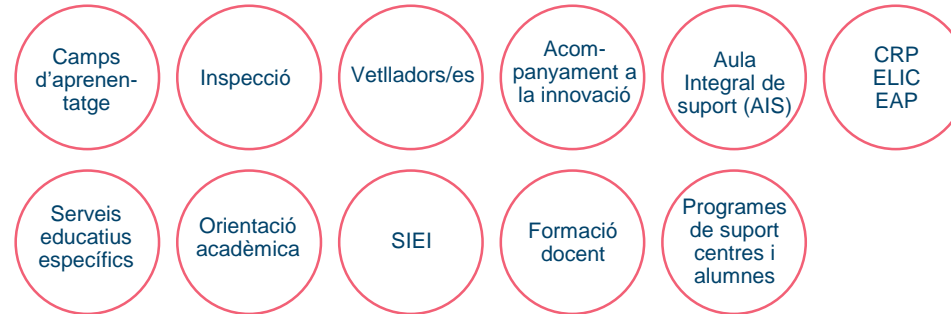 Camps
d’aprenen-
tatge
Inspecció
Vetlladors/es
Acom-
panyament a
la innovació
Aula
Integral de
suport (AIS)
CRP
ELIC
EAP
Serveis
educatius
específics
Orientació
acadèmica
SIEI
Formació
docent
Programes
de suport
centres i
alumnes